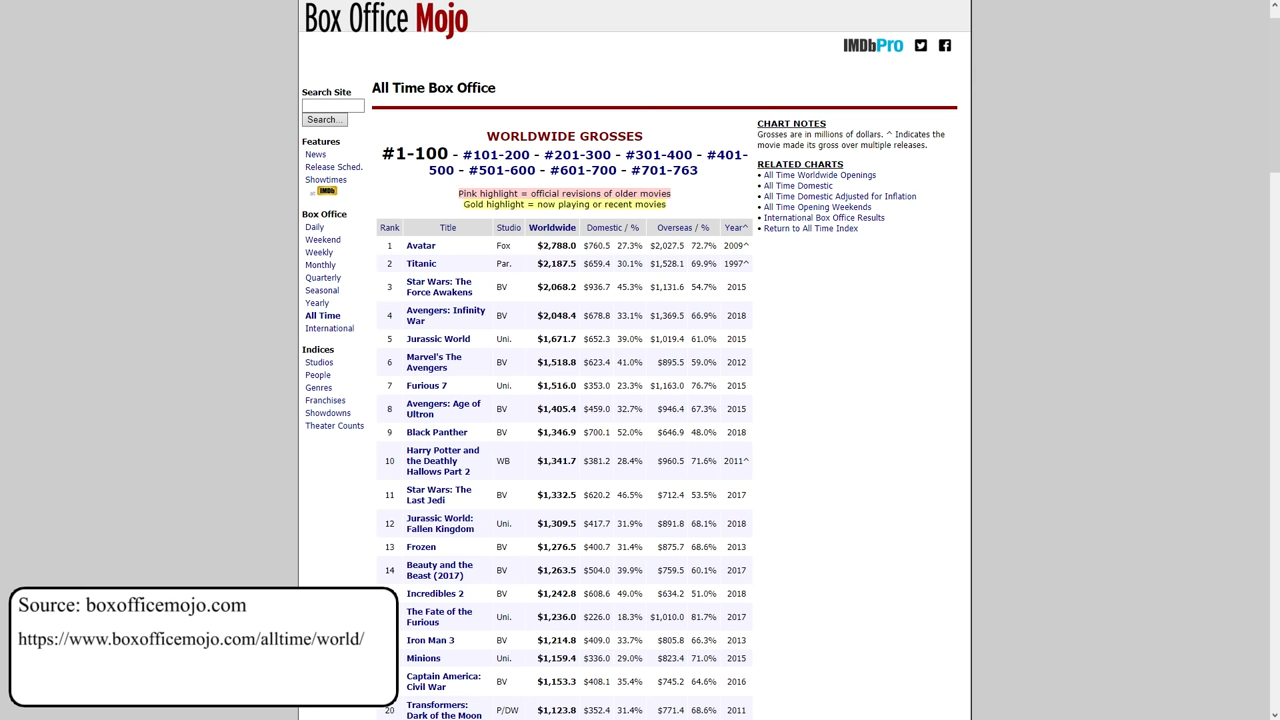 Box Office Mojo
IMDbPro
All Time Box Office
Search Site
Search...
Features
News
Release Sched.
Showtimes
at IMDb
Box Office
Daily
Weekend
Weekly
Monthly
Quarterly
Seasonal
Yearly
All Time
International
Indices
Studios
People
Genres
Franchises
Showdowns
Theater Counts
WORLDWIDE GROSSES
#1-100 - #101-200 - #201-300 - #301-400 - #401-
500 - #501-600 - #601-700 - #701-763
Pink highlight = official revisions of older movies
Gold highlight = now playing or recent movies
Rank Title Studio Worldwide Domestic / % Overseas / % Year^
1 Avatar Fox $2,788.0 $760.5 27.3% $2,027.5 72.7% 2009^
2 Titanic Par. $2,187.5 $659.4 30.1% $1,528.1 69.9% 1997^
3 Star Wars: The
Force Awakens BV $2,068.2 $936.7 45.3% $1,131.6 54.7% 2015
4 Avengers: Infinity
War BV $2,048.4 $678.8 33.1% $1,369.5 66.9% 2018
5 Jurassic World Uni. $1,671.7 $652.3 39.0% $1,019.4 61.0% 2015
6 Marvel's The
Avengers BV $1,518.8 $623.4 41.0% $895.5 59.0% 2012
7 Furious 7 Uni. $1,516.0 $353.0 23.3% $1,163.0 76.7% 2015
8 Avengers: Age of
Ultron BV $1,405.4 $459.0 32.7% $946.4 67.3% 2015
9 Black Panther BV $1,346.9 $700.1 52.0% $646.9 48.0% 2018
10 Harry Potter and
the Deathly
Hallows Part 2 WB $1,341.7 $381.2 28.4% $960.5 71.6% 2011^
11 Star Wars: The
Last Jedi BV $1,332.5 $620.2 46.5% $712.4 53.5% 2017
12 Jurassic World:
Fallen Kingdom Uni. $1,309.5 $417.7 31.9% $891.8 68.1% 2018
13 Frozen BV $1,276.5 $400.7 31.4% $875.7 68.6% 2013
14 Beauty and the
Beast (2017) BV $1,263.5 $504.0 39.9% $759.5 60.1% 2017
Incredibles 2 BV $1,242.8 $608.6 49.0% $634.2 51.0% 2018
The Fate of the
Furious Uni. $1,236.0 $226.0 18.3% $1,010.0 81.7% 2017
Iron Man 3 BV $1,214.8 $409.0 33.7% $805.8 66.3% 2013
Minions Uni. $1,159.4 $336.0 29.0% $823.4 71.0% 2015
Captain America:
Civil War BV $1,153.3 $408.1 35.4% $745.2 64.6% 2016
20 Transformers:
Dark of the Moon P/DW $1,123.8 $352.4 31.4% $771.4 68.6% 2011
CHART NOTES
Grosses are in millions of dollars. ^ Indicates the
movie made its gross over multiple releases.
RELATED CHARTS
• All Time Worldwide Openings
• All Time Domestic
• All Time Domestic Adjusted for Inflation
• All Time Opening Weekends
• International Box Office Results
• Return to All Time Index
Source: boxofficemojo.com
https://www.boxofficemojo.com/alltime/world/